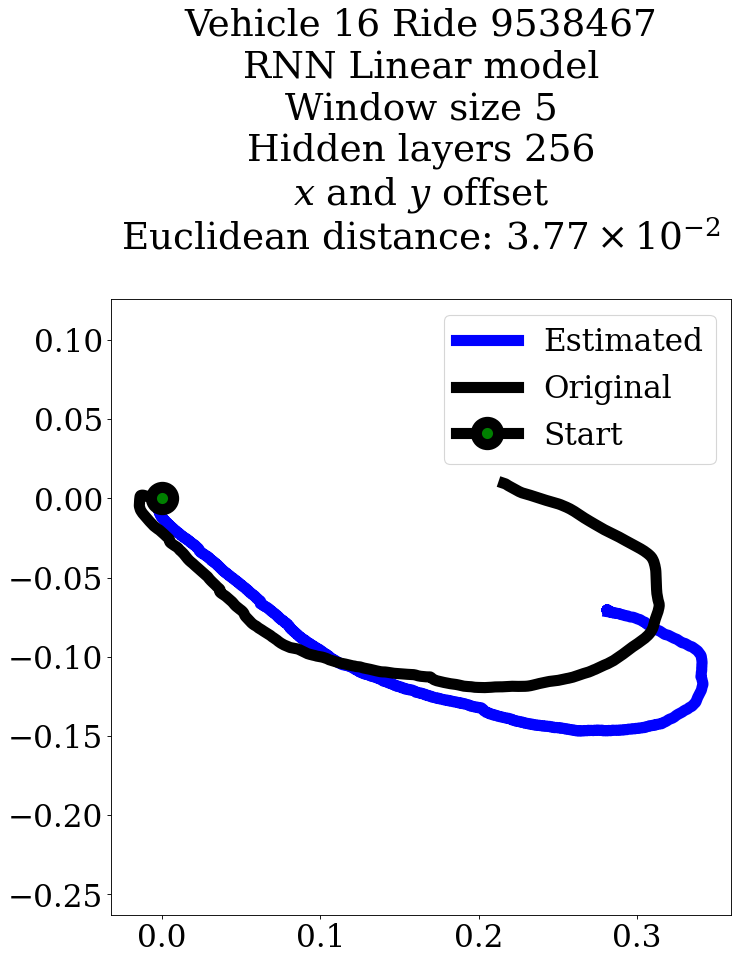 Vehicle 16 Ride 9538467
RNN Linear model
Window size 5
Hidden layers 256
x and y offset
Euclidean distance: 3.77 × 10⁻²
Estimated
Original
Start
0.10
0.05
0.00
−0.05
−0.10
−0.15
−0.20
−0.25
0.0 0.1 0.2 0.3